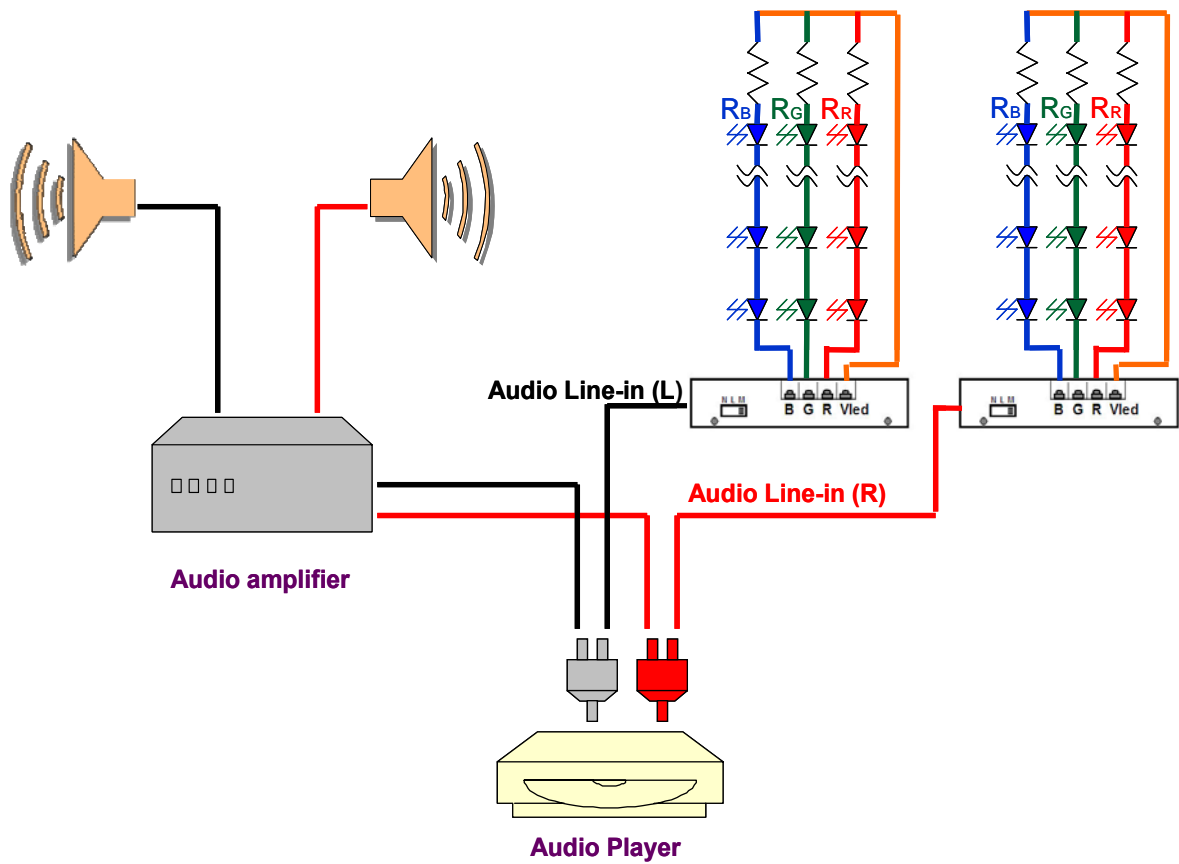 RB RG RR
RB RG RR
Audio Line-in (L)
N L M
B G R Vled
N L M
B G R Vled
Audio Line-in (R)
Audio amplifier
Audio Player